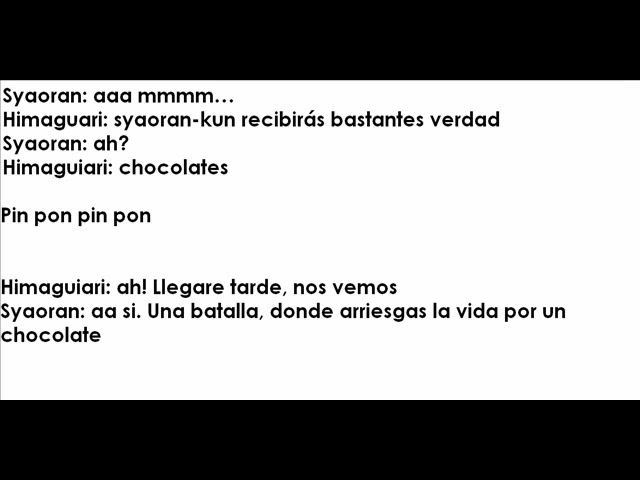 Syaoran: aaa mmmm...
Himaguari: syaoran-kun recibirás bastantes verdad
Syaoran: ah?
Himaguiari: chocolates
Pin pon pin pon
Himaguiari: ah! Llegare tarde, nos vemos
Syaoran: aa si. Una batalla, donde arriesgas la vida por un
chocolate